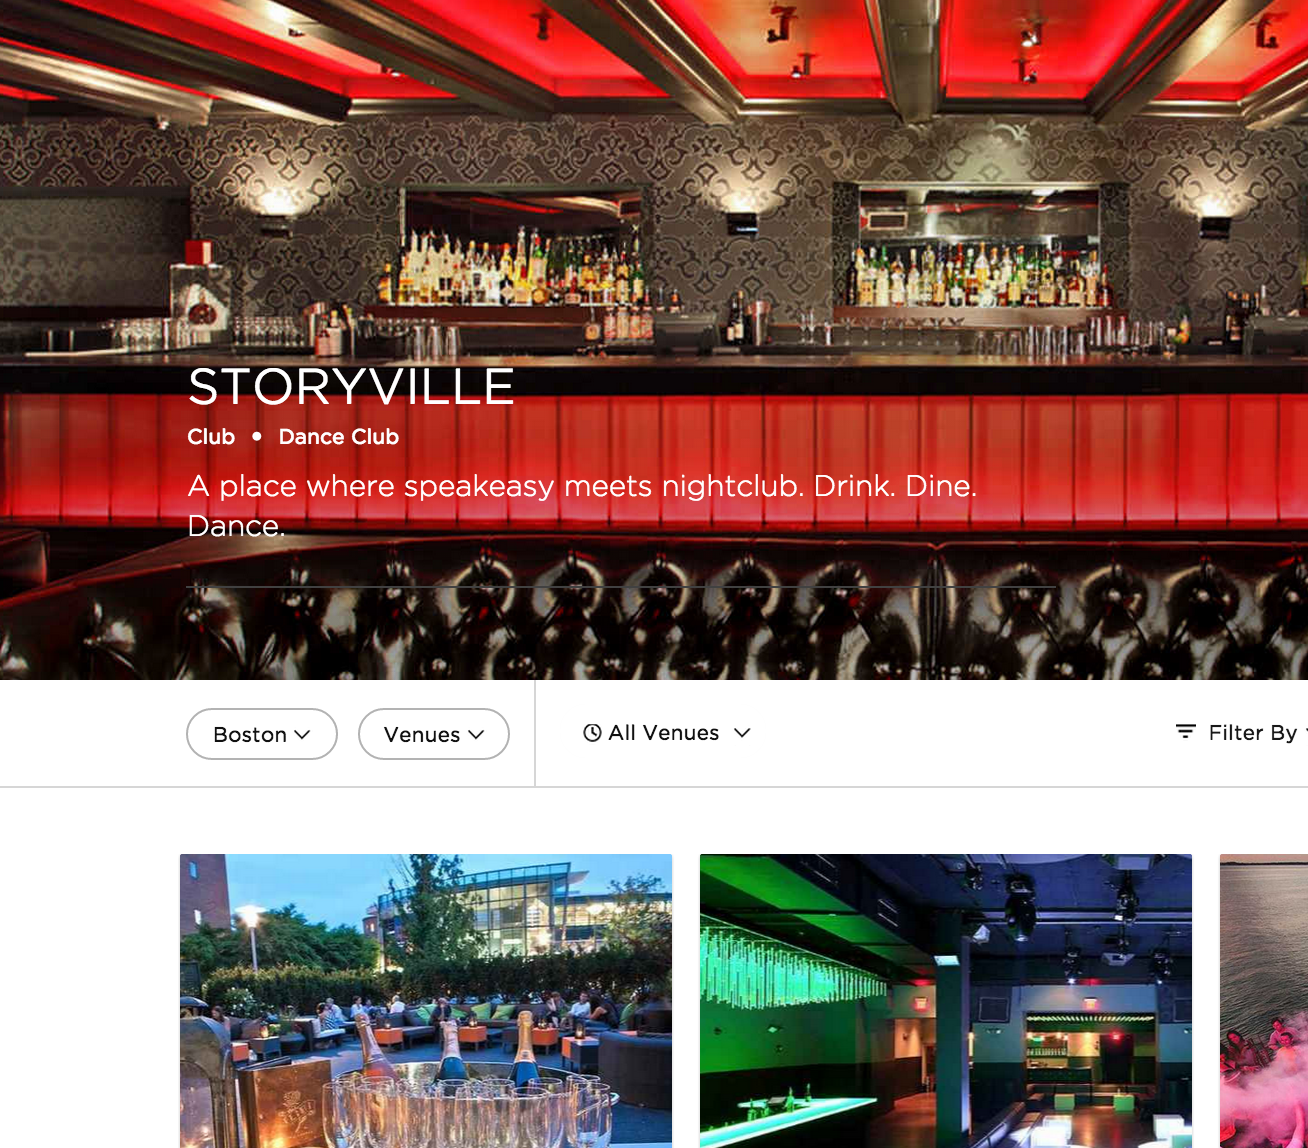 STORYVILLE
Club • Dance Club
A place where speakeasy meets nightclub. Drink. Dine.
Dance.
Boston
Venues
All Venues
Filter By